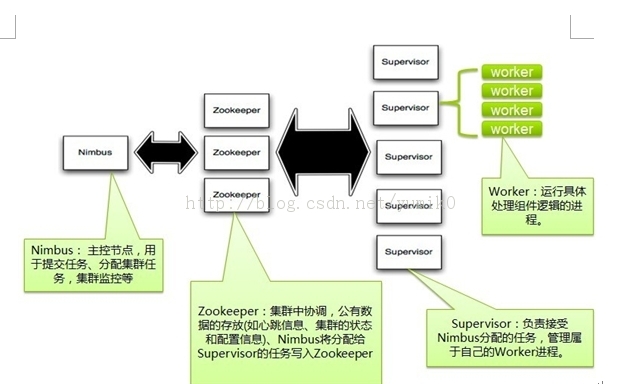 Supervisor
worker
worker
worker
worker
Zookeeper
Supervisor
Nimbus
Zookeeper
Supervisor
Zookeeper
Supervisor
Supervisor
http://blog.csdn.net/yumik0
Worker：运行具体
处理组件逻辑的进
程。
Nimbus： 主控节点，用
于提交任务、分配集群任
务，集群监控等
Zookeeper：集群中协调，公有数
据的存放(如心跳信息、集群的状态
和配置信息)、Nimbus将分配给
Supervisor的任务写入Zookeeper
Supervisor：负责接受
Nimbus分配的任务，管理属
于自己的Worker进程。